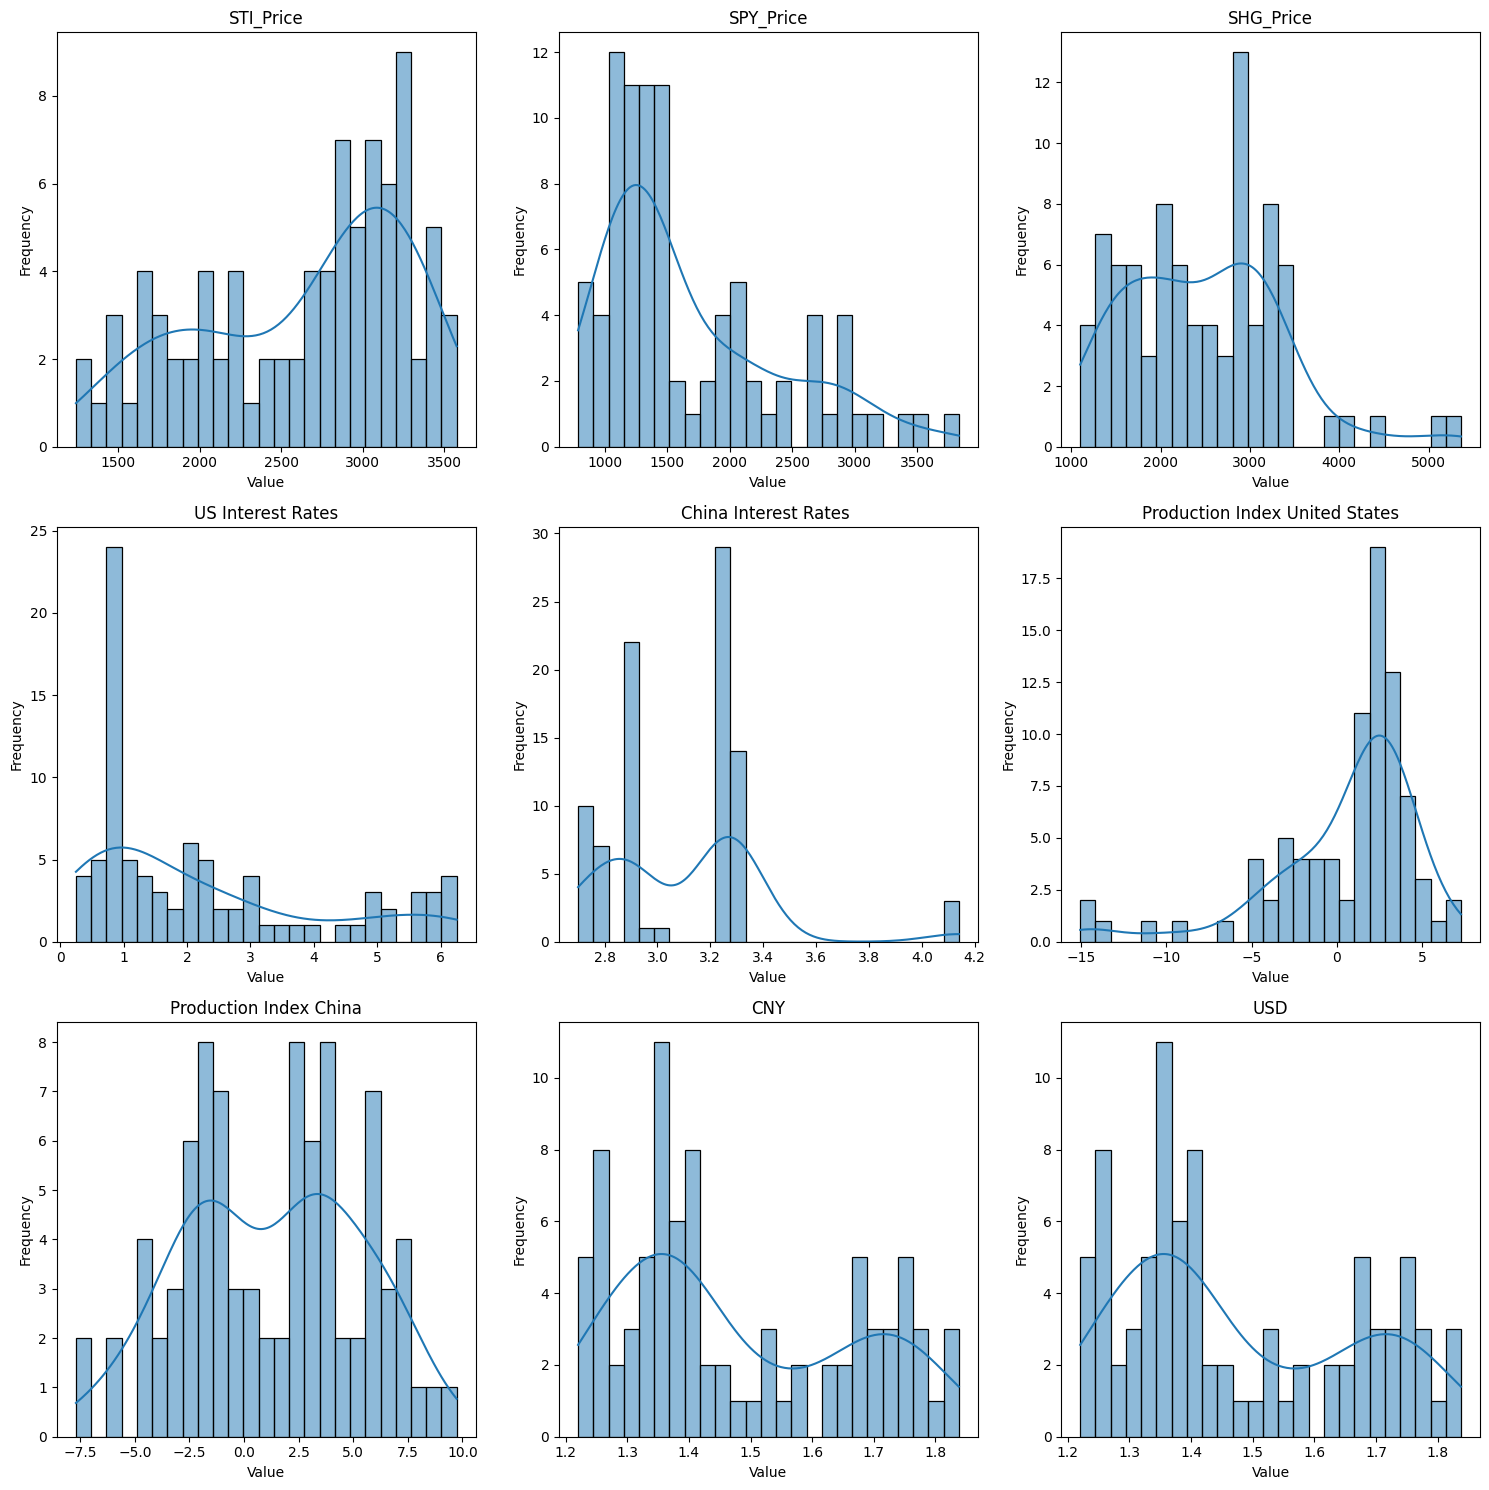 STI_Price
SPY_Price
SHG_Price
8
6
4
2
0
Frequency
1500 2000 2500 3000 3500
Value
12
10
8
6
4
2
0
Frequency
1000 1500 2000 2500 3000 3500
Value
12
10
8
6
4
2
0
Frequency
1000 2000 3000 4000 5000
Value
US Interest Rates
China Interest Rates
Production Index United States
25
20
15
10
5
0
Frequency
0 1 2 3 4 5 6
Value
30
25
20
15
10
5
0
Frequency
2.8 3.0 3.2 3.4 3.6 3.8 4.0 4.2
Value
17.5
15.0
12.5
10.0
7.5
5.0
2.5
0.0
Frequency
−15 −10 −5 0 5
Value
Production Index China
CNY
USD
8
7
6
5
4
3
2
1
0
Frequency
−7.5 −5.0 −2.5 0.0 2.5 5.0 7.5 10.0
Value
10
8
6
4
2
0
Frequency
1.2 1.3 1.4 1.5 1.6 1.7 1.8
Value
10
8
6
4
2
0
Frequency
1.2 1.3 1.4 1.5 1.6 1.7 1.8
Value